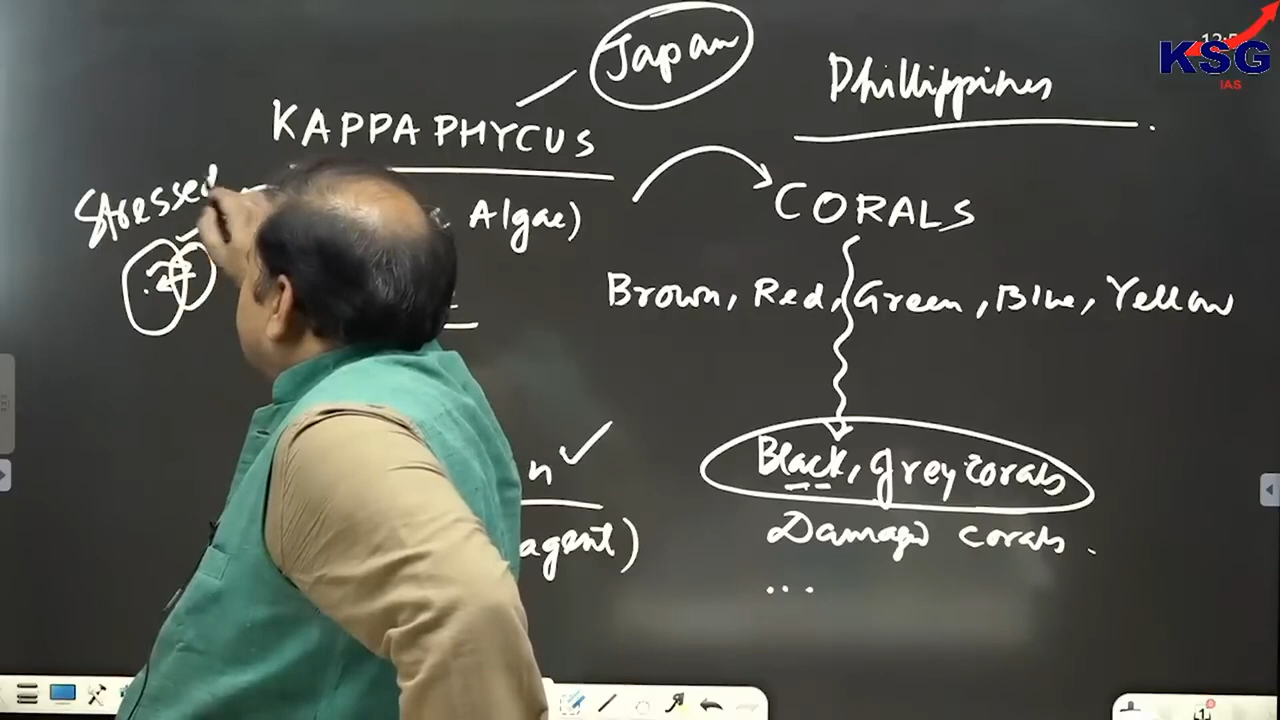 Japan
Phillippines
KSG
IAS
KAPPAPHYCUS
Stressed
Algae)
CORALS
Brown, Red, Green, Blue, Yellow
n
Black, grey corals
agent)
Damaged corals.
...